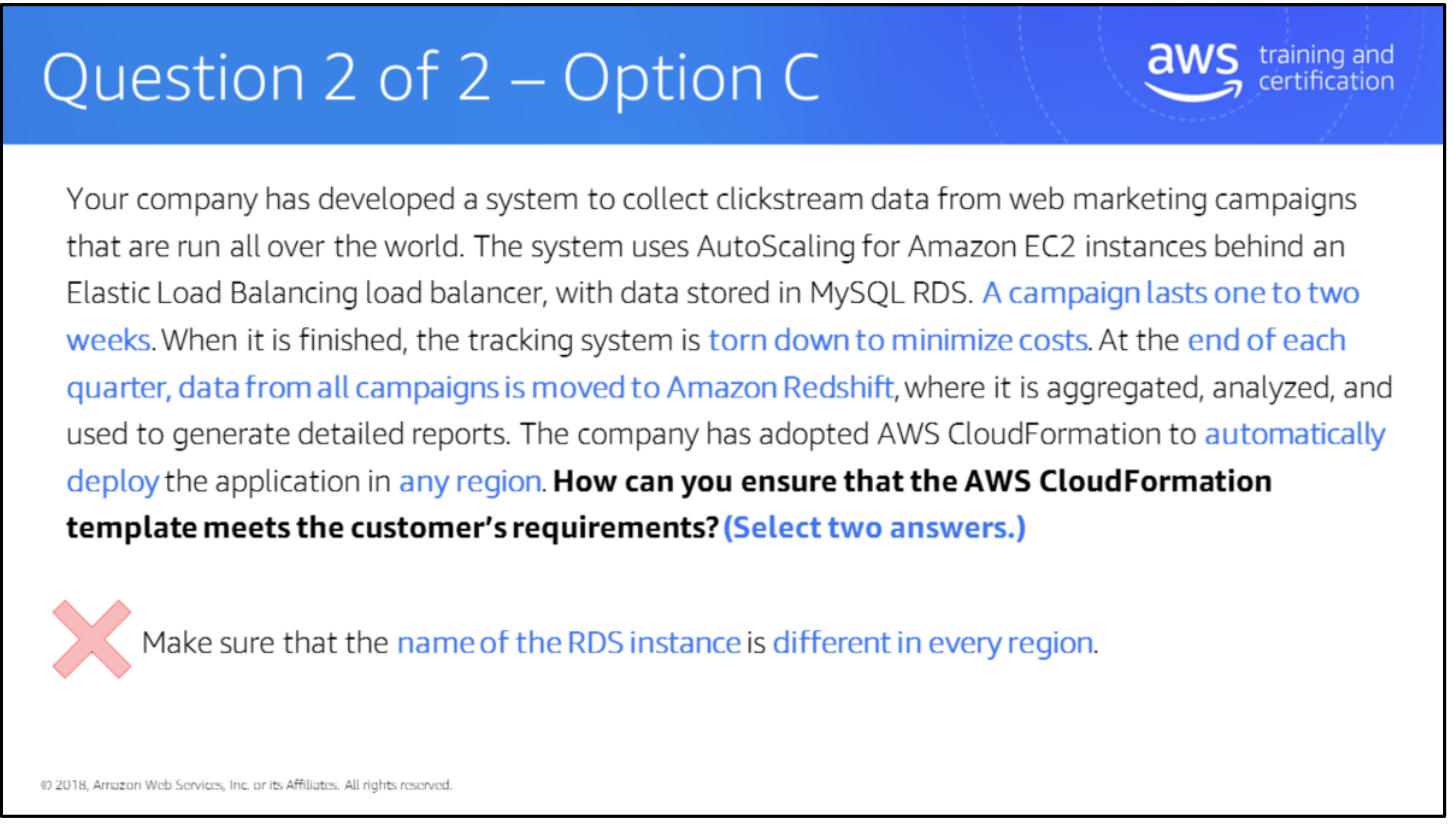 Question 2 of 2 – Option C
aws training and
certification
Your company has developed a system to collect clickstream data from web marketing campaigns
that are run all over the world. The system uses AutoScaling for Amazon EC2 instances behind an
Elastic Load Balancing load balancer, with data stored in MySQL RDS. A campaign lasts one to two
weeks. When it is finished, the tracking system is torn down to minimize costs. At the end of each
quarter, data from all campaigns is moved to Amazon Redshift, where it is aggregated, analyzed, and
used to generate detailed reports. The company has adopted AWS CloudFormation to automatically
deploy the application in any region. How can you ensure that the AWS CloudFormation
template meets the customer’s requirements? (Select two answers.)
Make sure that the name of the RDS instance is different in every region.
© 2018, Amazon Web Services, Inc. or its Affiliates. All rights reserved.